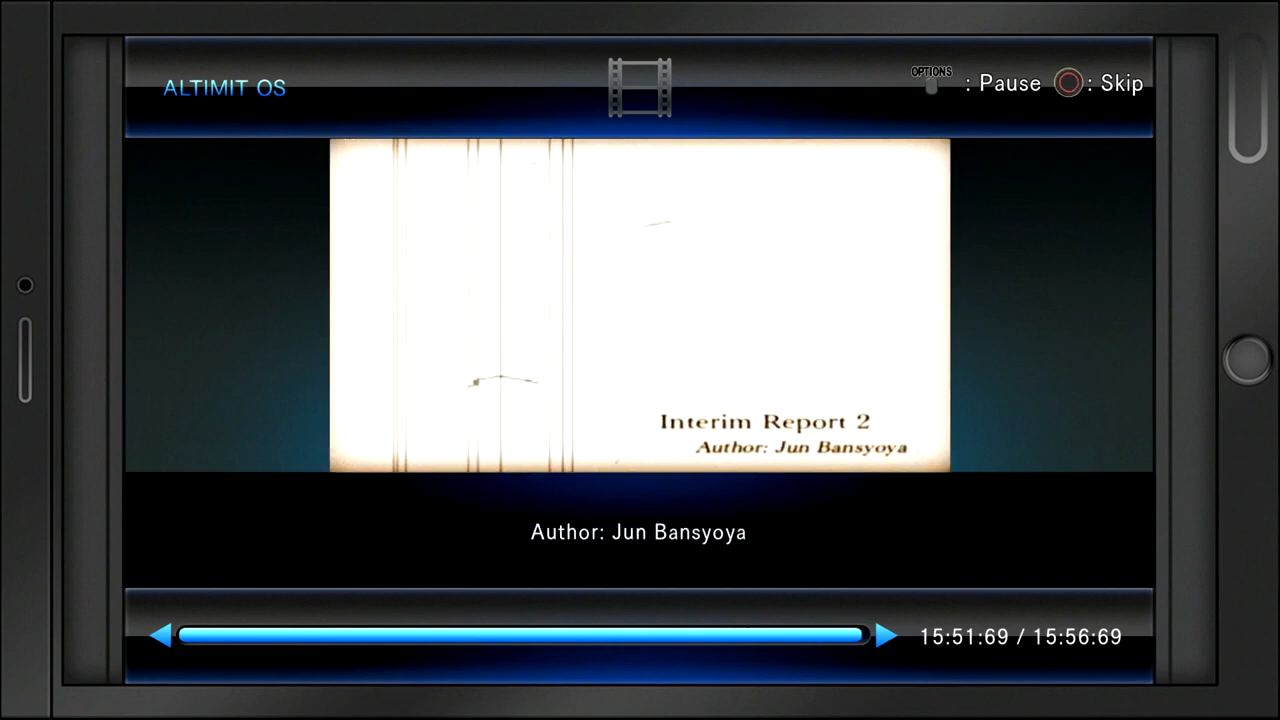 ALTIMIT OS
OPTIONS : Pause : Skip
Interim Report 2
Author: Jun Bansyoya
Author: Jun Bansyoya
15:51:69 / 15:56:69